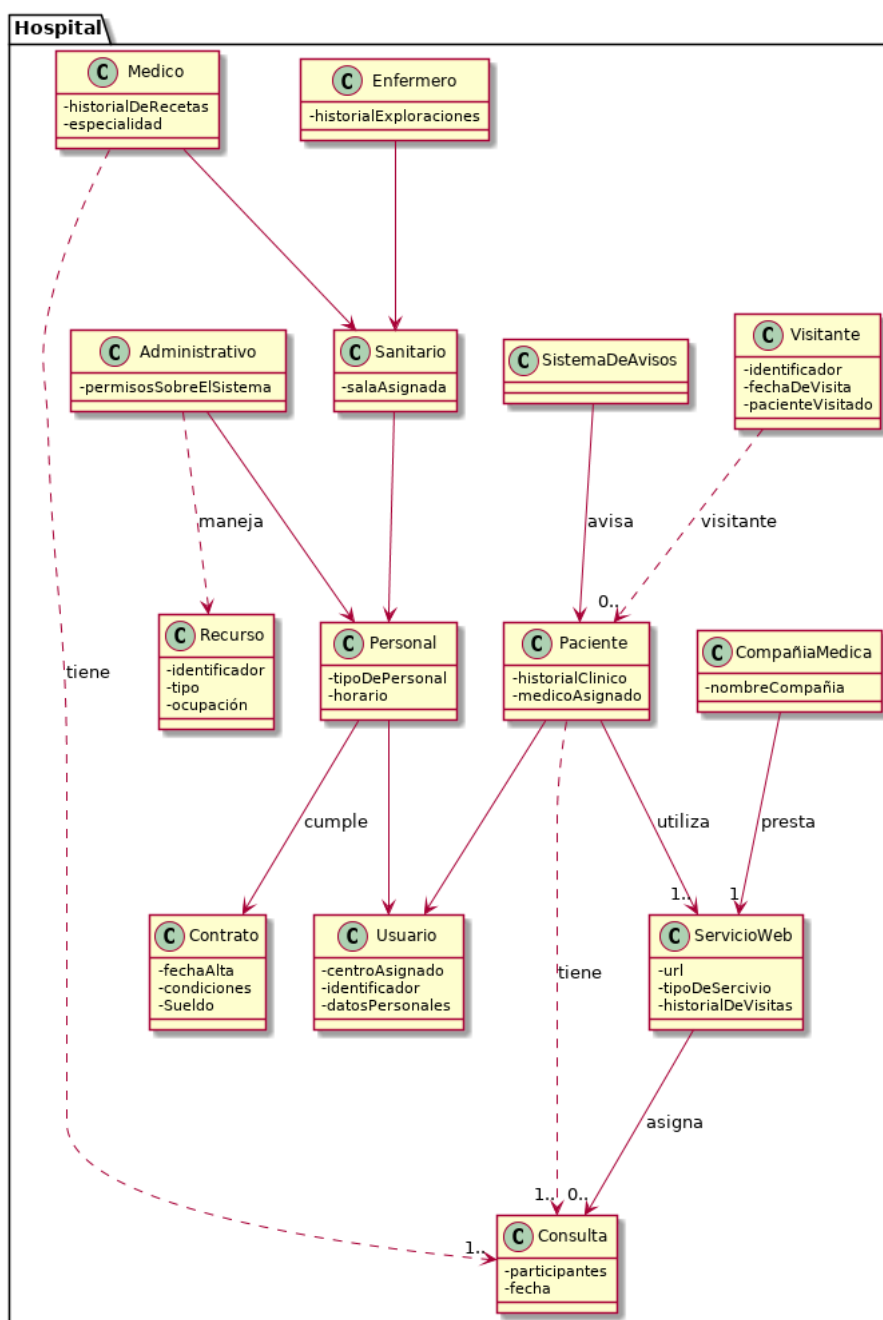 Hospital
C Medico
-historialDeRecetas
-especialidad
C Enfermero
-historialExploraciones
C Administrativo
-permisosSobreElSistema
C Sanitario
-salaAsignada
C SistemaDeAvisos
C Visitante
-identificador
-fechaDeVisita
-pacienteVisitado
maneja
avisa
visitante
0..
tiene
C Recurso
-identificador
-tipo
-ocupación
C Personal
-tipoDePersonal
-horario
C Paciente
-historialClinico
-medicoAsignado
C CompañiaMedica
-nombreCompañia
cumple
utiliza
presta
1..
1
C Contrato
-fechaAlta
-condiciones
-Sueldo
C Usuario
-centroAsignado
-identificador
-datosPersonales
tiene
C ServicioWeb
-url
-tipoDeSercivio
-historialDeVisitas
asigna
1..
0..
1..
C Consulta
-participantes
-fecha